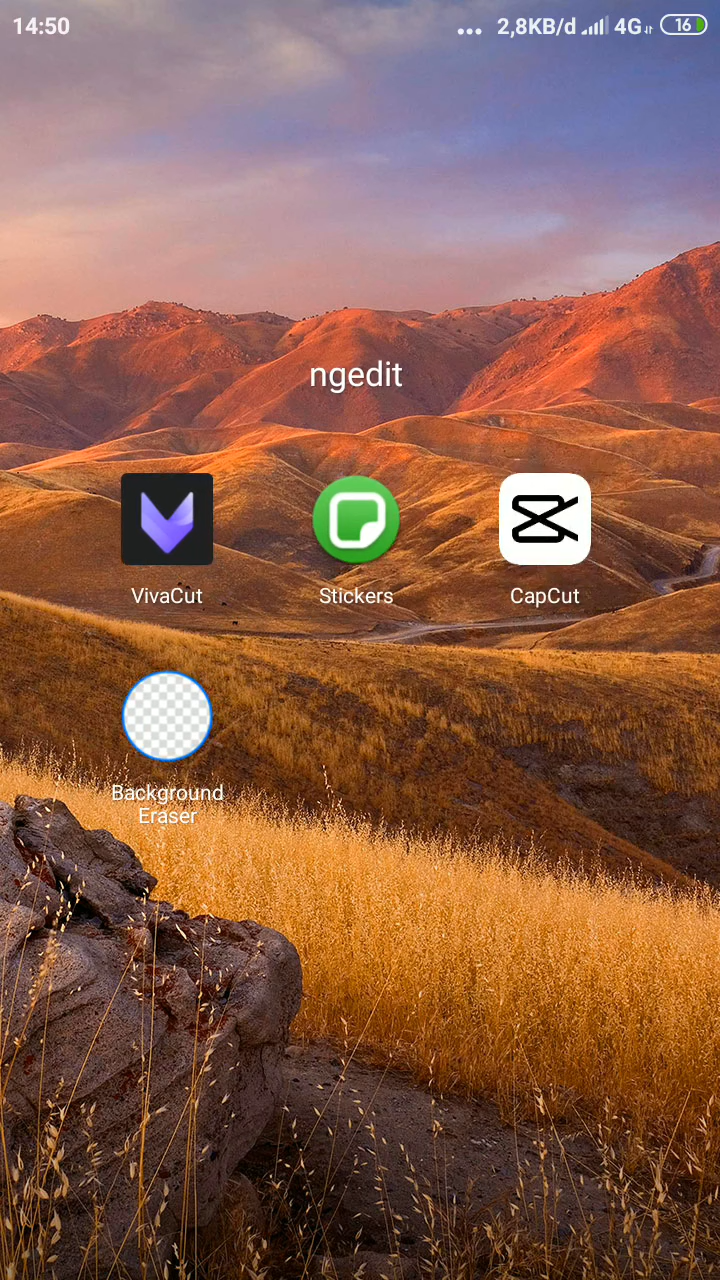 14:50
... 2,8KB/d 4G 16
ngedit
VivaCut
Stickers
CapCut
Background
Eraser